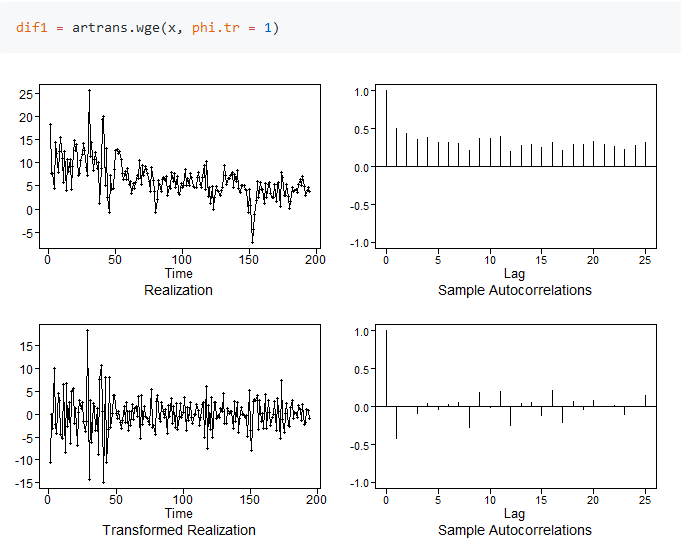 dif1 = artrans.wge(x, phi.tr = 1)
25
20
15
10
5
0
-5
0 50 100 150 200
Time
Realization
1.0
0.5
0.0
-0.5
-1.0
0 5 10 15 20 25
Lag
Sample Autocorrelations
15
10
5
0
-5
-10
-15
0 50 100 150 200
Time
Transformed Realization
1.0
0.5
0.0
-0.5
-1.0
0 5 10 15 20 25
Lag
Sample Autocorrelations